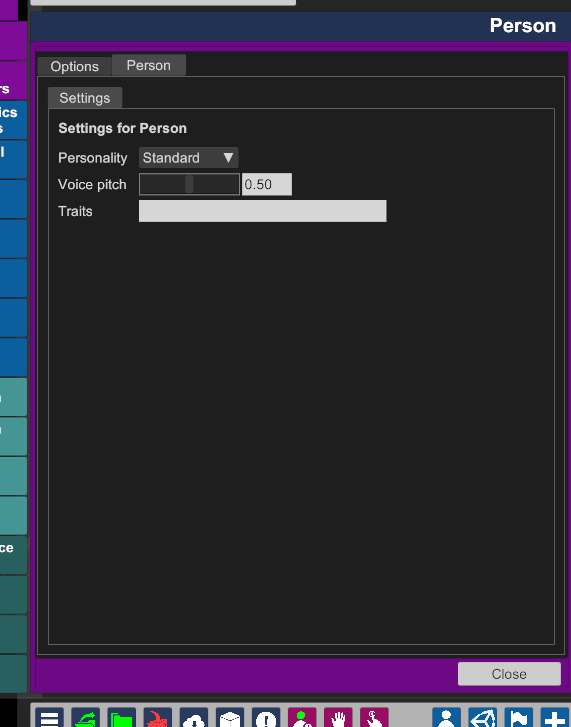 Person
rs
ics
s
l
Options Person
Settings
Settings for Person
Personality Standard ▼
Voice pitch 0.50
Traits
ce
Close